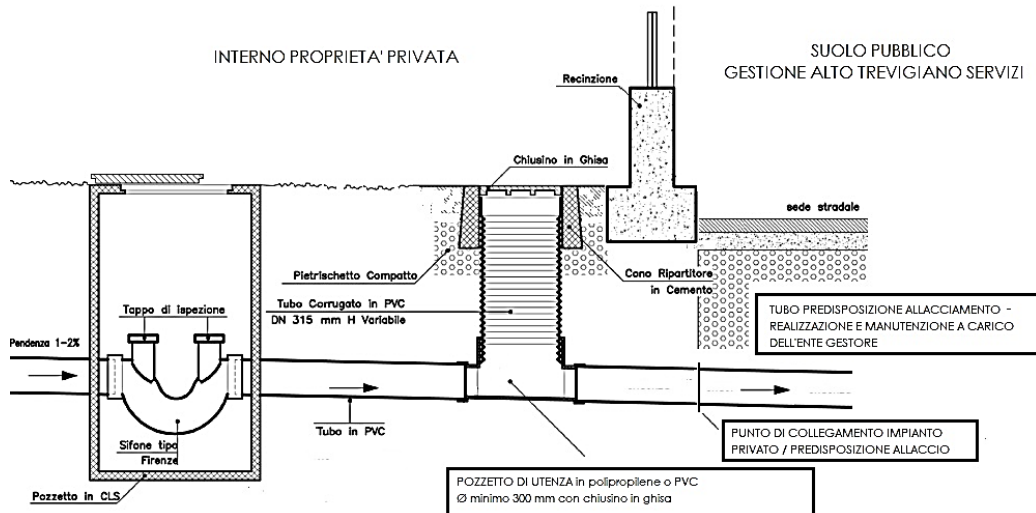 INTERNO PROPRIETA' PRIVATA
SUOLO PUBBLICO
GESTIONE ALTO TREVIGIANO SERVIZI
Recinzione
Chiusino in Ghisa
sede stradale
Pietrischetto Compatto
Cono Ripartitore
in Cemento
Tubo Corrugato in PVC
DN 315 mm H Variabile
Tappo di ispezione
Pendenza 1-2%
TUBO PREDISPOSIZIONE ALLACCIAMENTO -
REALIZZAZIONE E MANUTENZIONE A CARICO
DELL'ENTE GESTORE
Sifone tipo
Firenze
Tubo in PVC
PUNTO DI COLLEGAMENTO IMPIANTO
PRIVATO / PREDISPOSIZIONE ALLACCIO
Pozzetto in CLS
POZZETTO DI UTENZA in polipropilene o PVC
Ø minimo 300 mm con chiusino in ghisa